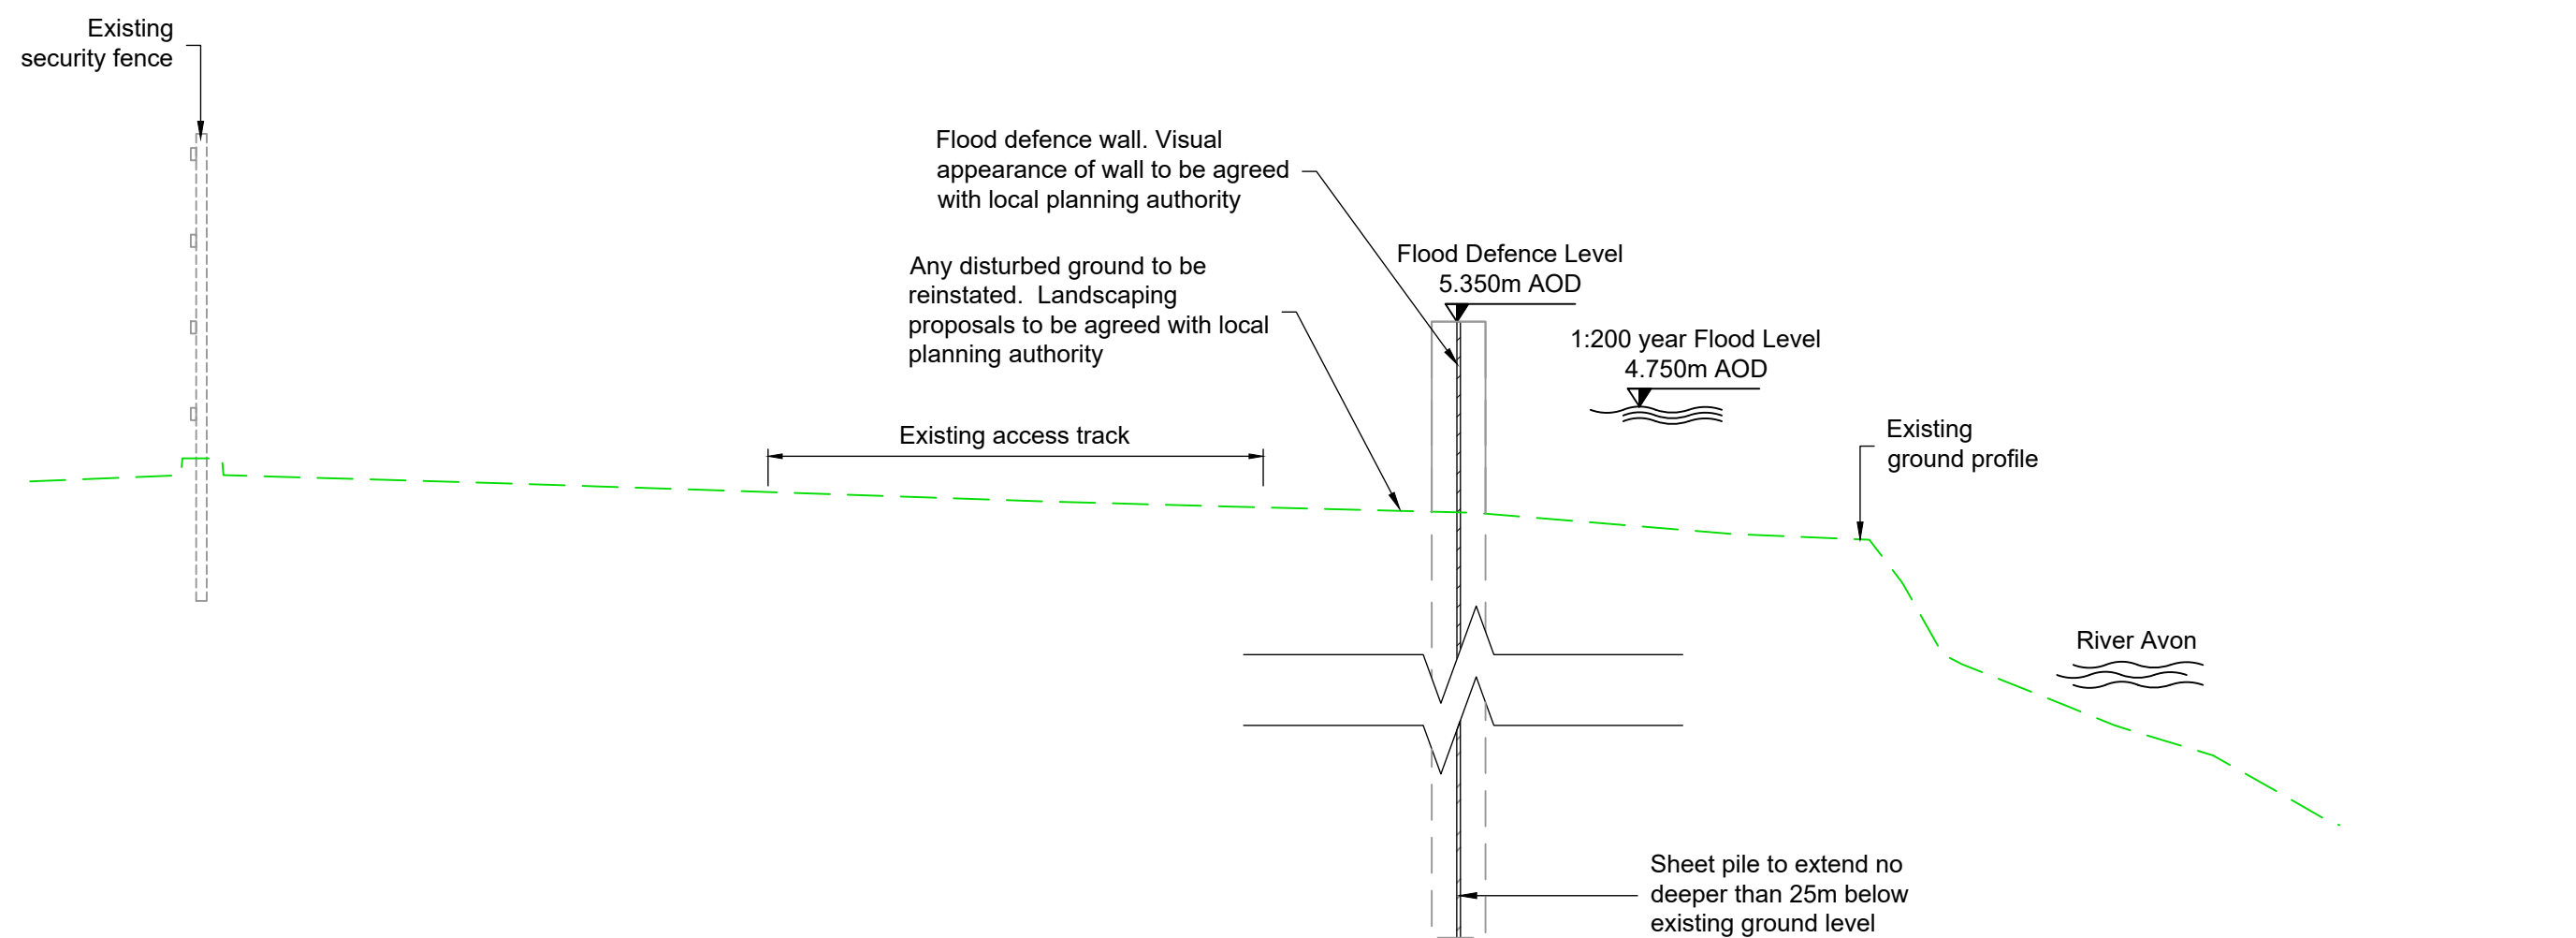 Existing
security fence
Flood defence wall. Visual
appearance of wall to be agreed
with local planning authority
Flood Defence Level
5.350m AOD
Any disturbed ground to be
reinstated.  Landscaping
proposals to be agreed with local
planning authority
1:200 year Flood Level
4.750m AOD
Existing access track
Existing
ground profile
River Avon
Sheet pile to extend no
deeper than 25m below
existing ground level